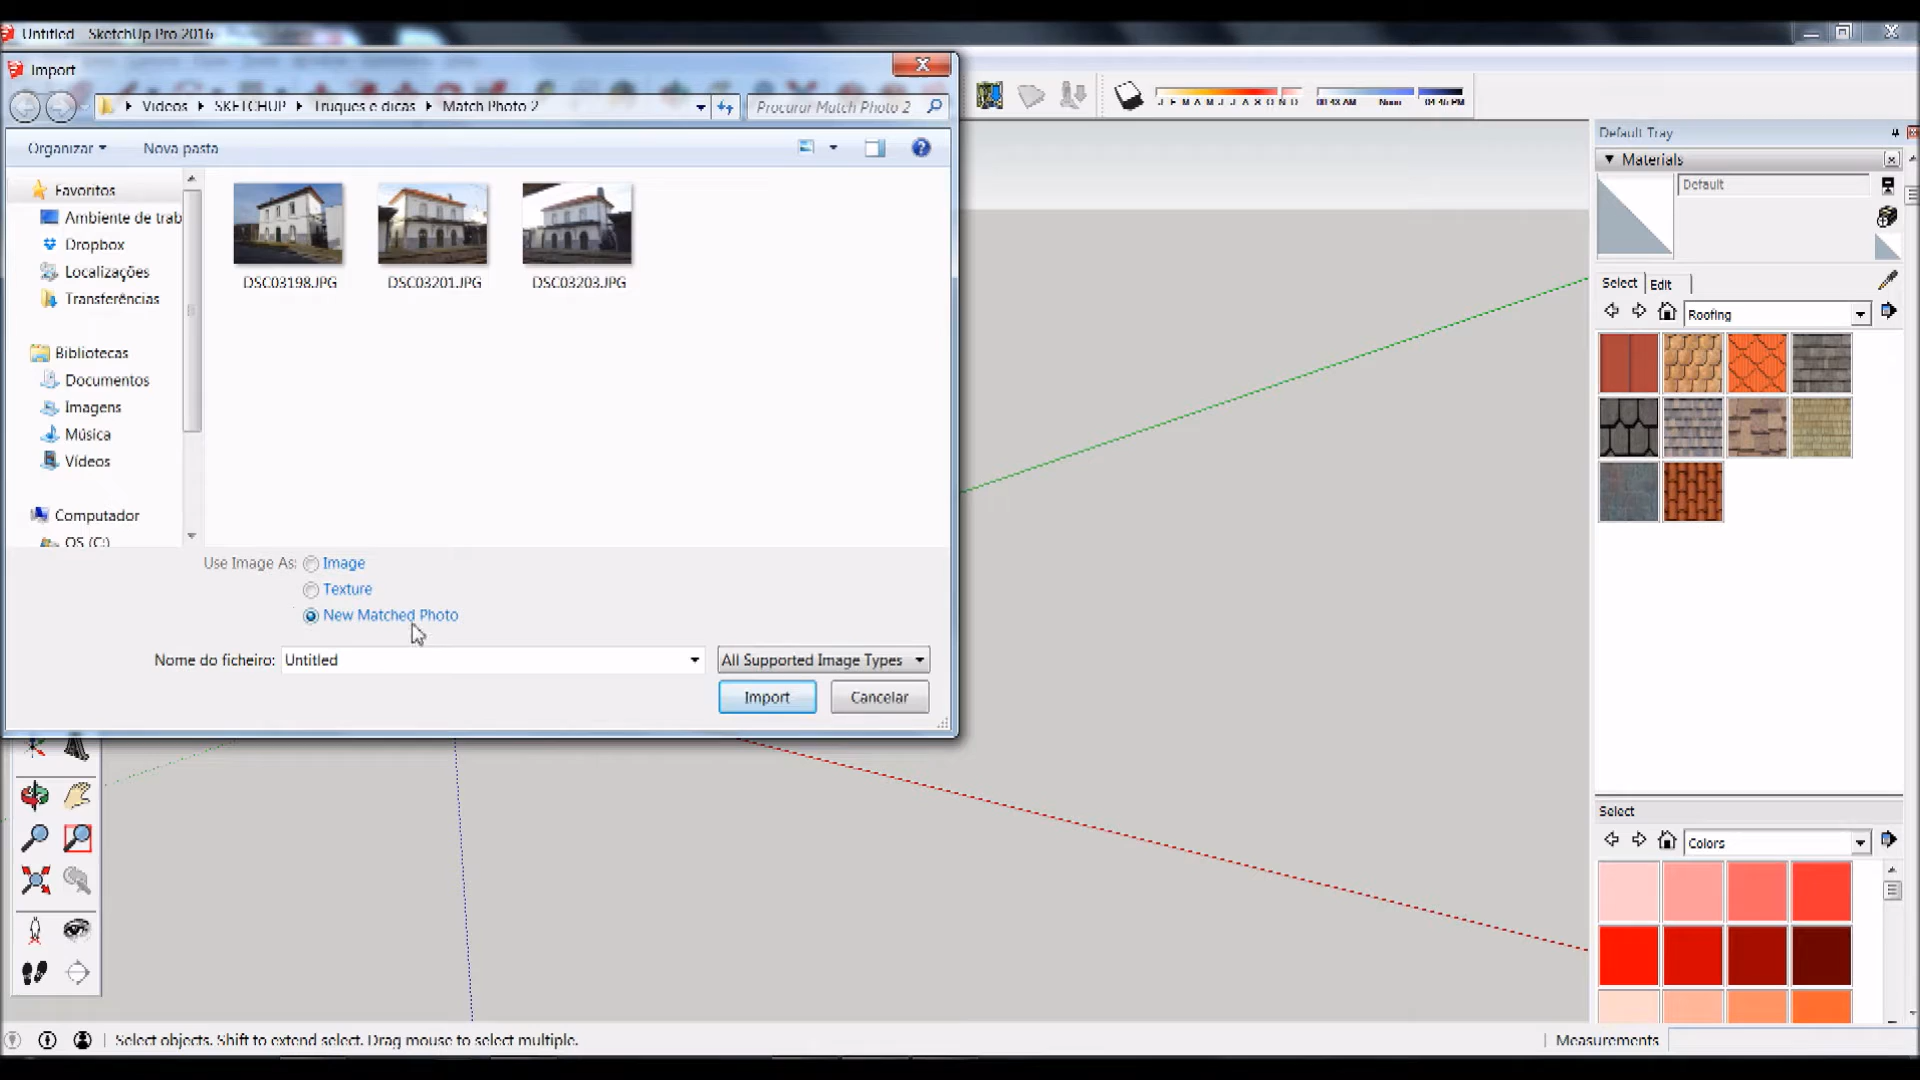 Untitled - SketchUp Pro 2016
Import
Videos SKETCHUP Truques e dicas Match Photo 2
Procurar Match Photo 2
J F M A M J J A S O N D
Noon 04:45 PM
Organizar Nova pasta
Favoritos
Ambiente de trab
Dropbox
Localizações
Transferências
Bibliotecas
Documentos
Imagens
Música
Vídeos
Computador
OS (C:)
DSC03198.JPG DSC03201.JPG DSC03203.JPG
Use Image As: Image
Texture
New Matched Photo
Nome do ficheiro: Untitled
All Supported Image Types
Import Cancelar
Default Tray
Materials
Default
Select Edit
Roofing
Select
Colors
Select objects. Shift to extend select. Drag mouse to select multiple.
Measurements